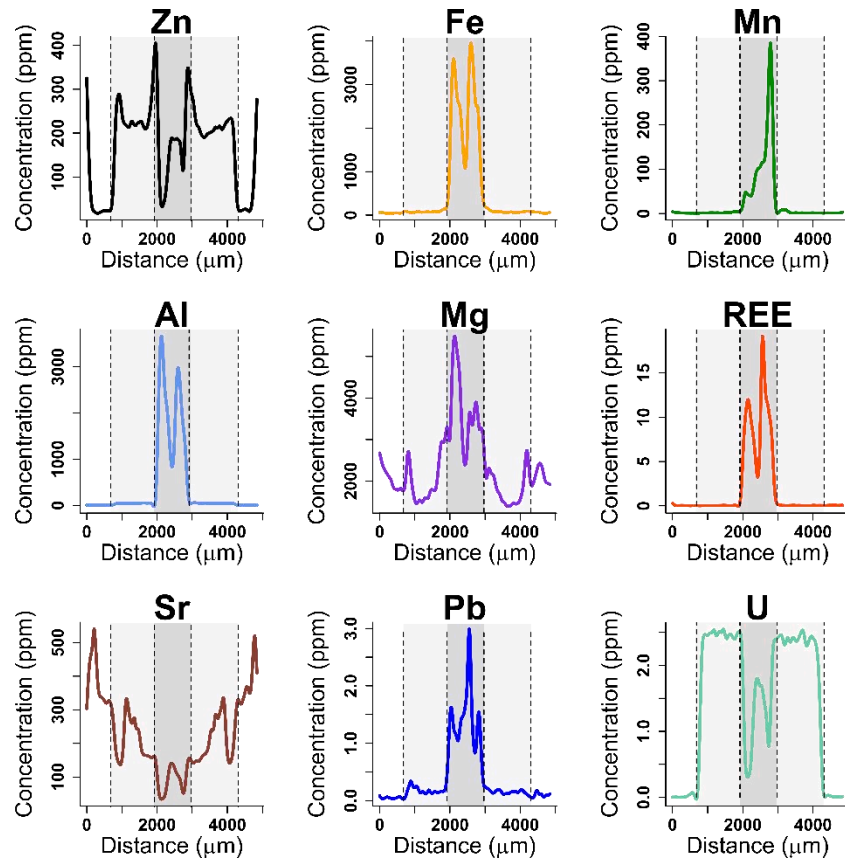 Zn
Concentration (ppm)
100 200 300 400
0 2000 4000
Distance (μm)
Fe
Concentration (ppm)
0 1000 3000
0 2000 4000
Distance (μm)
Mn
Concentration (ppm)
0 100 200 300 400
0 2000 4000
Distance (μm)
Al
Concentration (ppm)
0 1000 3000
0 2000 4000
Distance (μm)
Mg
Concentration (ppm)
2000 4000
0 2000 4000
Distance (μm)
REE
Concentration (ppm)
0 5 10 15
0 2000 4000
Distance (μm)
Sr
Concentration (ppm)
100 300 500
0 2000 4000
Distance (μm)
Pb
Concentration (ppm)
0.0 1.0 2.0 3.0
0 2000 4000
Distance (μm)
U
Concentration (ppm)
0.0 1.0 2.0
0 2000 4000
Distance (μm)